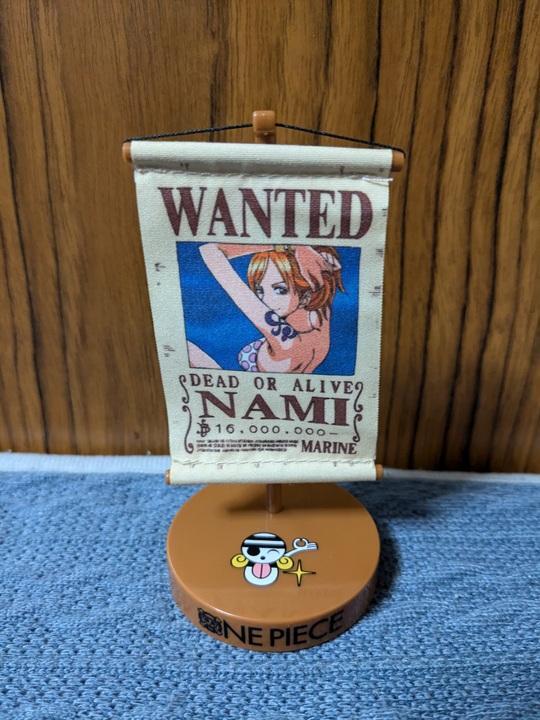 WANTED
DEAD OR ALIVE
NAMI
฿16,000,000-
MARINE
ONE PIECE